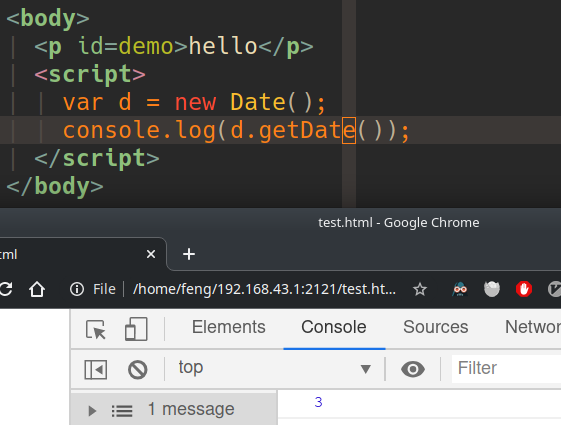 <body>
<p id=demo>hello</p>
<script>
var d = new Date();
console.log(d.getDate());
</script>
</body>
test.html - Google Chrome
ml × +
File /home/feng/192.168.43.1:2121/test.ht...
Elements Console Sources Networ
top Filter
1 message 3